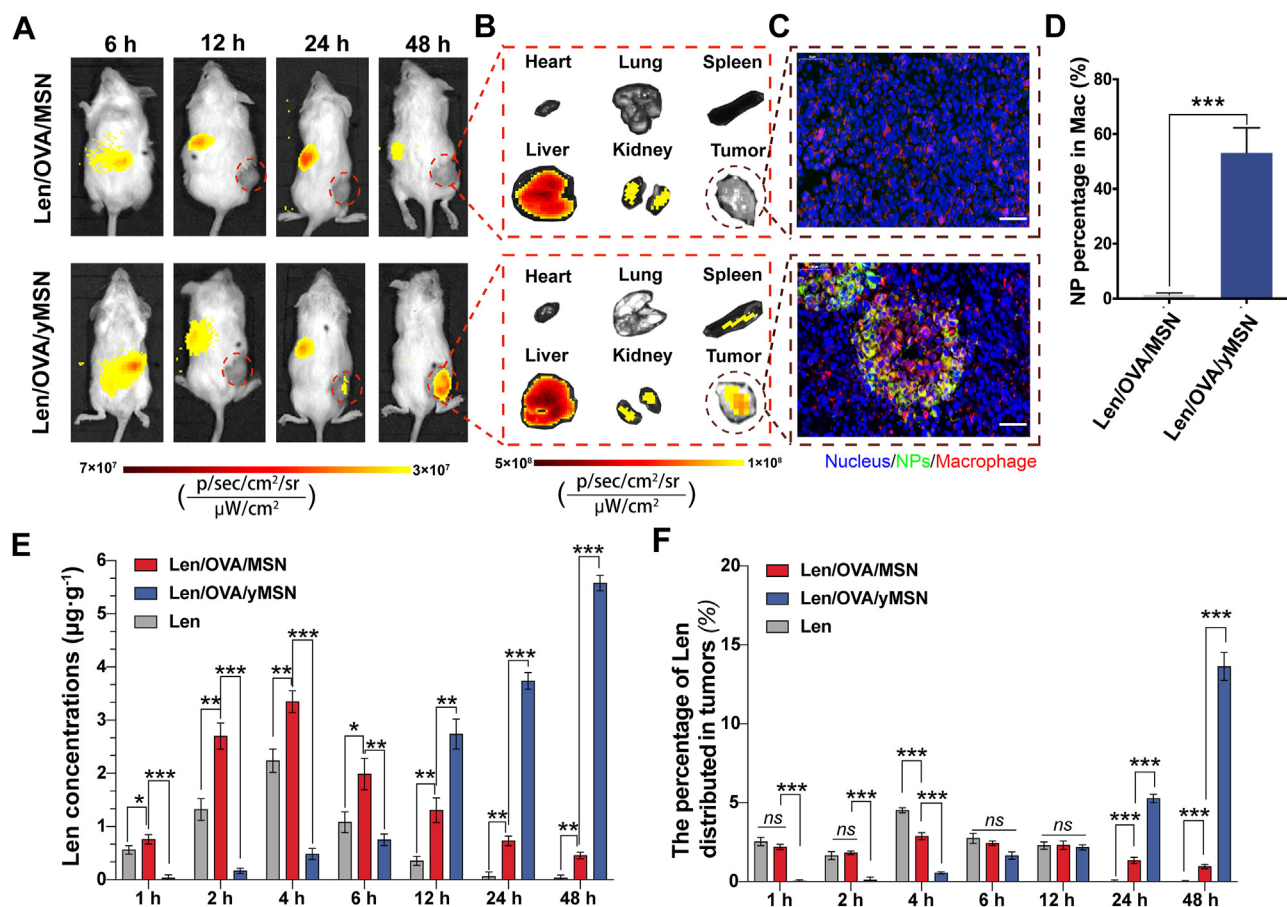 A
6 h 12 h 24 h 48 h
Len/OVA/MSN
Len/OVA/yMSN
7×10⁷ 3×10⁷
(p/sec/cm²/sr
μW/cm²)
B
Heart Lung Spleen
Liver Kidney Tumor
Heart Lung Spleen
Liver Kidney Tumor
5×10⁸ 1×10⁸
(p/sec/cm²/sr
μW/cm²)
C
Nucleus/NPs/Macrophage
D
NP percentage in Mac (%)
80
60
40
20
0
***
Len/OVA/MSN
Len/OVA/yMSN
E
Len concentrations (μg·g⁻¹)
6
5
4
3
2
1
0
Len/OVA/MSN
Len/OVA/yMSN
Len
* ***
** ***
** ***
* **
** **
** ***
** ***
1 h 2 h 4 h 6 h 12 h 24 h 48 h
F
The percentage of Len
distributed in tumors (%)
20
15
10
5
0
Len/OVA/MSN
Len/OVA/yMSN
Len
ns ***
ns ***
*** ***
ns
ns
*** ***
*** ***
1 h 2 h 4 h 6 h 12 h 24 h 48 h